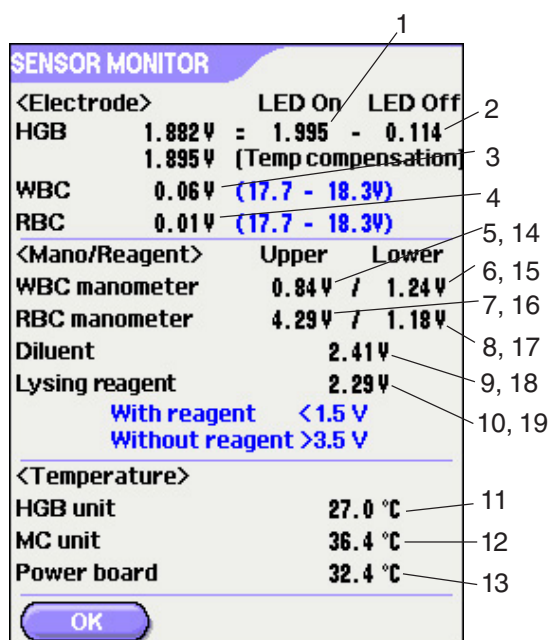 1
SENSOR MONITOR
<Electrode> LED On LED Off
2
HGB 1.882 V = 1.995 - 0.114
3
1.895 V (Temp compensation)
WBC 0.06 V (17.7 - 18.3V)
4
RBC 0.01 V (17.7 - 18.3V)
5, 14
<Mano/Reagent> Upper Lower
6, 15
WBC manometer 0.84 V / 1.24 V
7, 16
RBC manometer 4.29 V / 1.18 V
8, 17
Diluent 2.41 V
9, 18
Lysing reagent 2.29 V
10, 19
With reagent <1.5 V
Without reagent >3.5 V
<Temperature>
HGB unit 27.0 °C 11
MC unit 36.4 °C 12
Power board 32.4 °C 13
OK